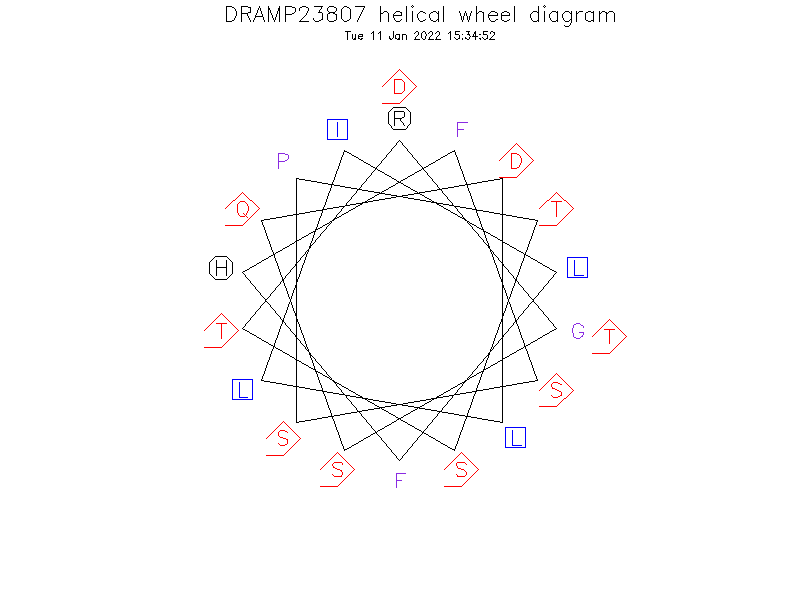 DRAMP23807 helical wheel diagram
Tue 11 Jan 2022 15:34:52
D
I R F
P D
Q T
H L
T G T
L S
S L
S F S